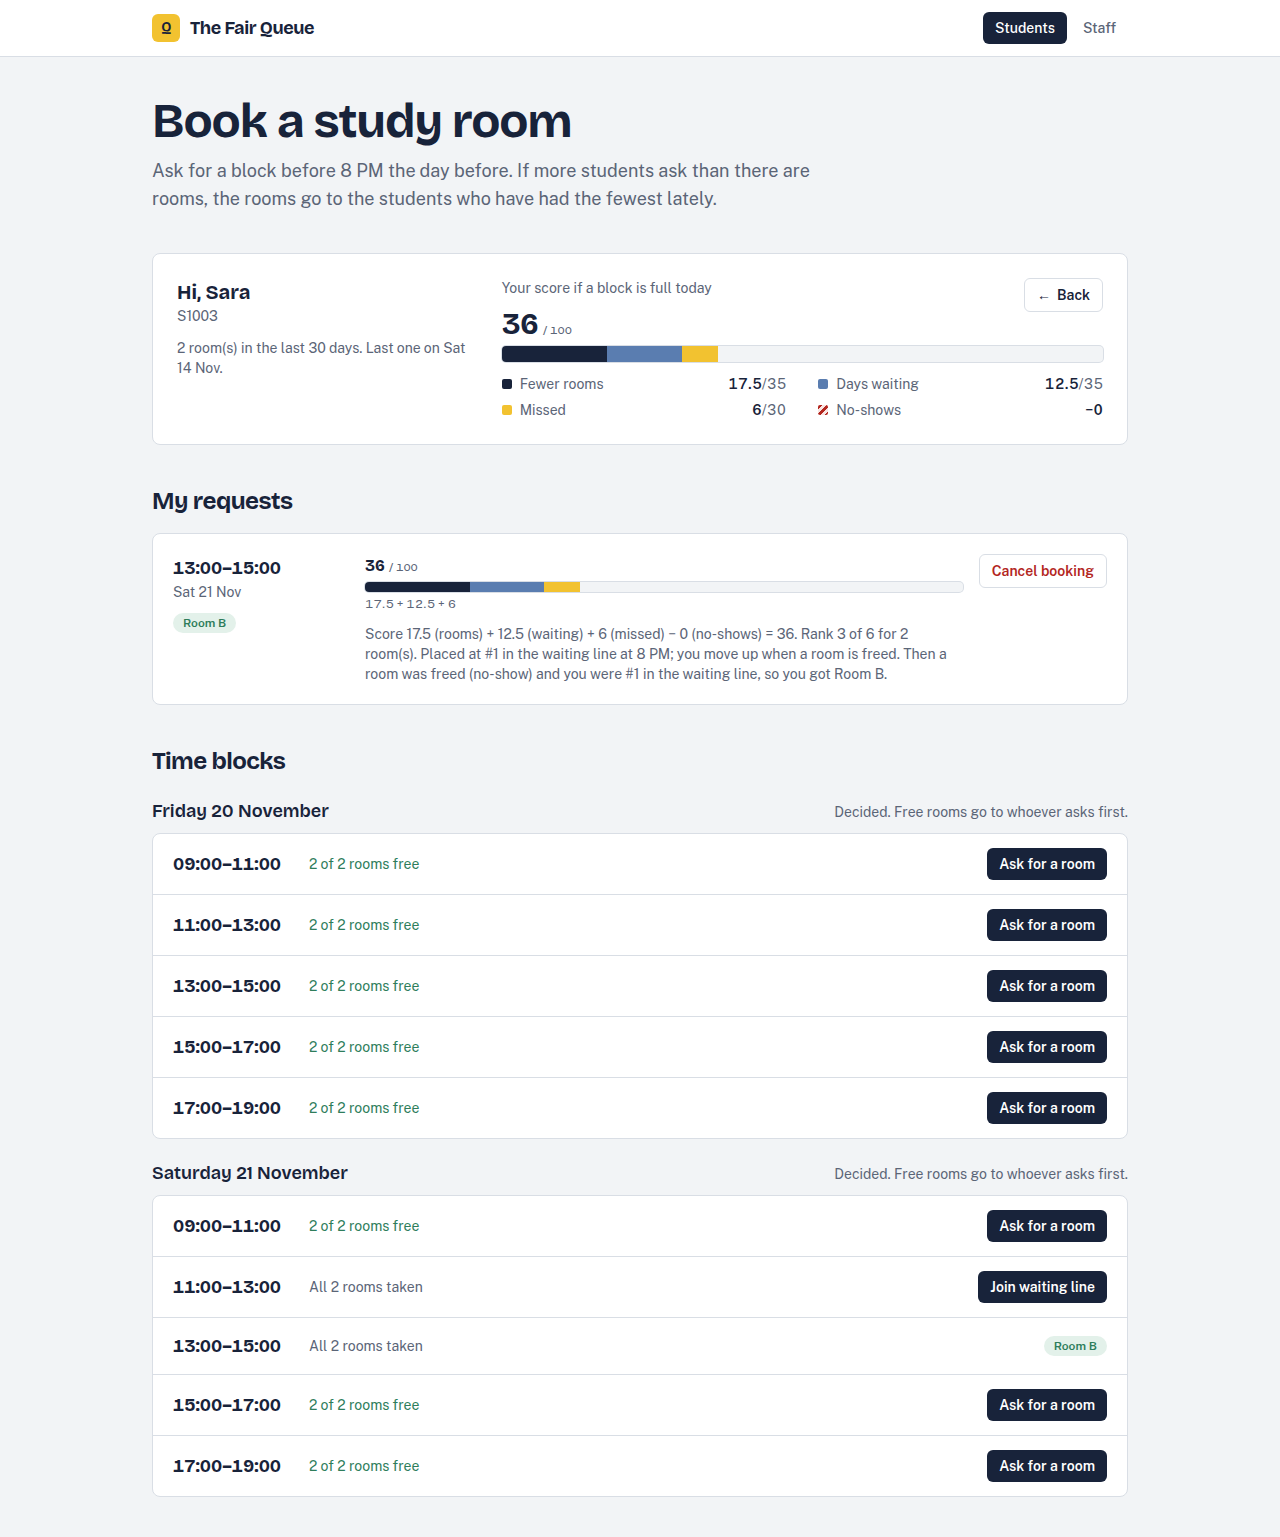 Q The Fair Queue Students Staff
Book a study room
Ask for a block before 8 PM the day before. If more students ask than there are
rooms, the rooms go to the students who have had the fewest lately.
Hi, Sara
S1003
2 room(s) in the last 30 days. Last one on Sat
14 Nov.
Your score if a block is full today
← Back
36 / 100
Fewer rooms 17.5/35 Days waiting 12.5/35
Missed 6/30 No-shows −0
My requests
13:00–15:00
Sat 21 Nov
Room B
36 / 100
17.5 + 12.5 + 6
Score 17.5 (rooms) + 12.5 (waiting) + 6 (missed) − 0 (no-shows) = 36. Rank 3 of 6 for 2
room(s). Placed at #1 in the waiting line at 8 PM; you move up when a room is freed. Then a
room was freed (no-show) and you were #1 in the waiting line, so you got Room B.
Cancel booking
Time blocks
Friday 20 November Decided. Free rooms go to whoever asks first.
09:00–11:00 2 of 2 rooms free Ask for a room
11:00–13:00 2 of 2 rooms free Ask for a room
13:00–15:00 2 of 2 rooms free Ask for a room
15:00–17:00 2 of 2 rooms free Ask for a room
17:00–19:00 2 of 2 rooms free Ask for a room
Saturday 21 November Decided. Free rooms go to whoever asks first.
09:00–11:00 2 of 2 rooms free Ask for a room
11:00–13:00 All 2 rooms taken Join waiting line
13:00–15:00 All 2 rooms taken Room B
15:00–17:00 2 of 2 rooms free Ask for a room
17:00–19:00 2 of 2 rooms free Ask for a room